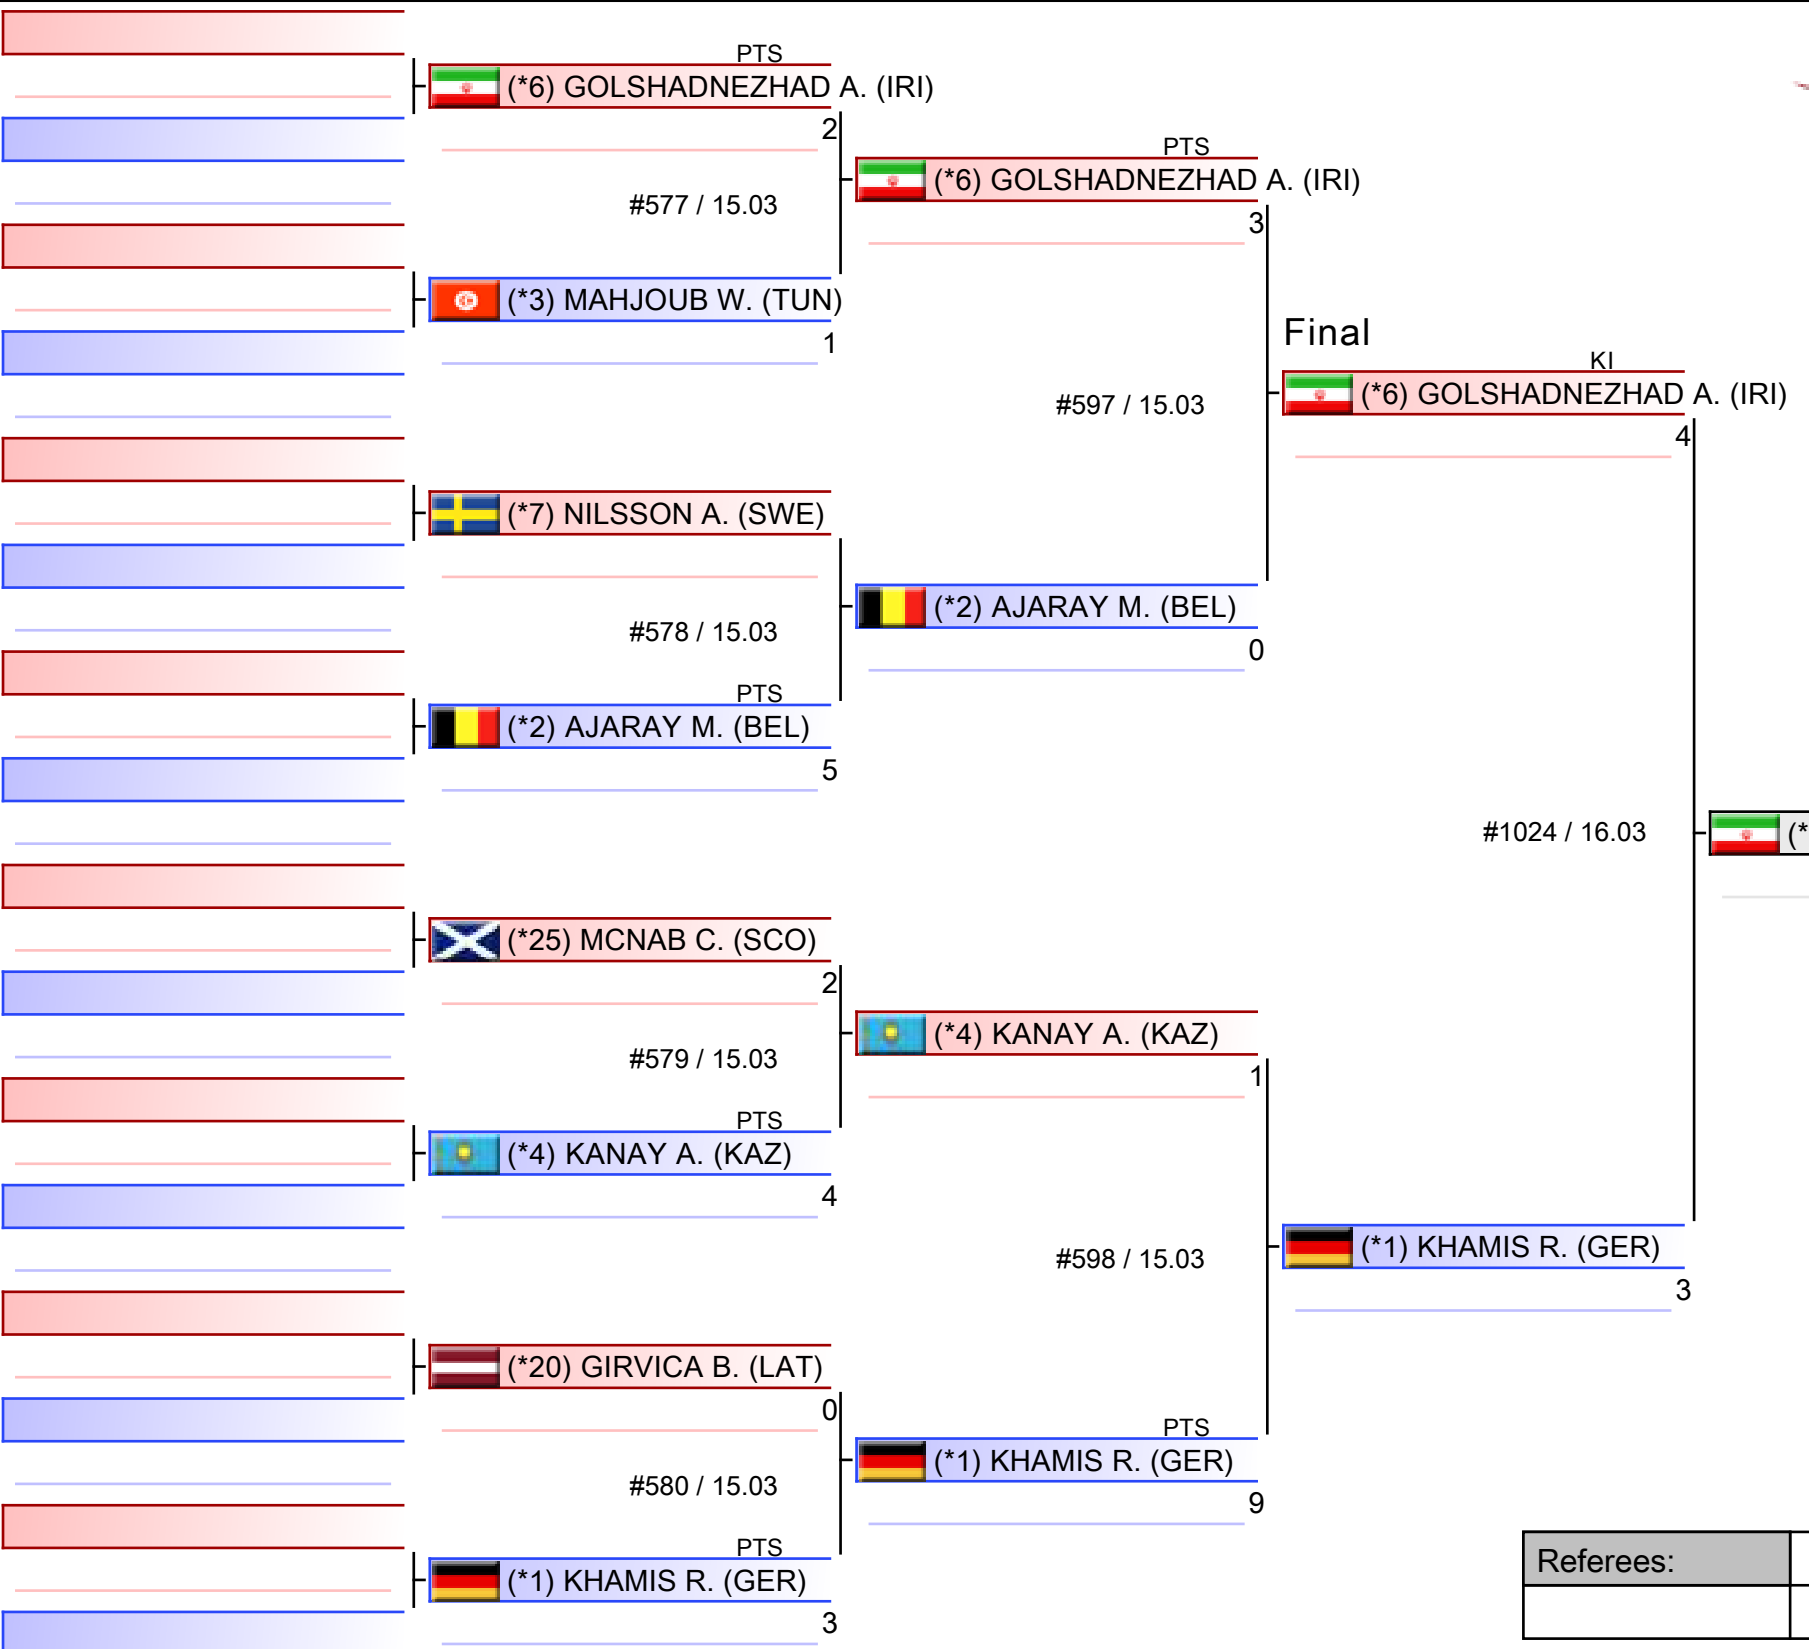 PTS
(*6) GOLSHADNEZHAD A. (IRI)
2
#577 / 15.03
(*3) MAHJOUB W. (TUN)
1
(*7) NILSSON A. (SWE)
#578 / 15.03
PTS
(*2) AJARAY M. (BEL)
5
(*25) MCNAB C. (SCO)
2
#579 / 15.03
PTS
(*4) KANAY A. (KAZ)
4
(*20) GIRVICA B. (LAT)
0
#580 / 15.03
PTS
(*1) KHAMIS R. (GER)
3
PTS
(*6) GOLSHADNEZHAD A. (IRI)
3
#597 / 15.03
(*2) AJARAY M. (BEL)
0
(*4) KANAY A. (KAZ)
1
#598 / 15.03
PTS
(*1) KHAMIS R. (GER)
9
Final
KI
(*6) GOLSHADNEZHAD A. (IRI)
4
#1024 / 16.03
(*1) KHAMIS R. (GER)
3
(*
Referees: